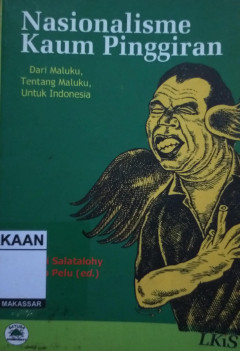 Nasionalisme
Kaum Pinggiran
Dari Maluku,
Tentang Maluku,
Untuk Indonesia
KAAN
Salatalohy
Pelu (ed.)
MAKASSAR
LKiS